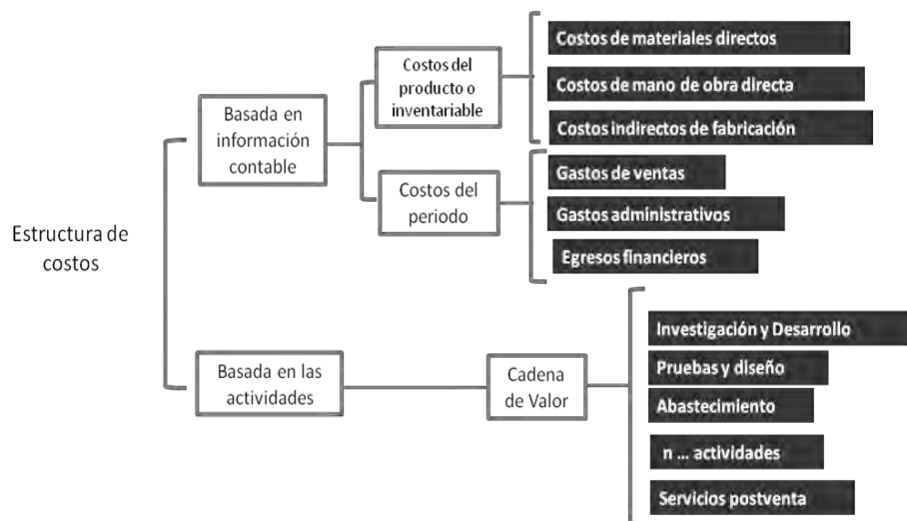 Estructura de
costos
Basada en
información
contable
Costos del
producto o
inventariable
Costos de materiales directos
Costos de mano de obra directa
Costos indirectos de fabricación
Costos del
periodo
Gastos de ventas
Gastos administrativos
Egresos financieros
Basada en las
actividades
Cadena
de Valor
Investigación y Desarrollo
Pruebas y diseño
Abastecimiento
n ... actividades
Servicios postventa